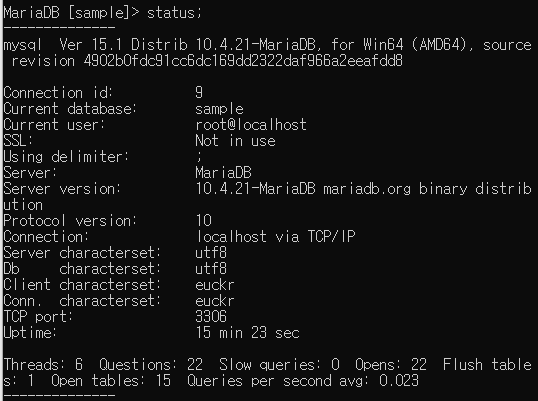 MariaDB [sample]> status;
--------------
mysql  Ver 15.1 Distrib 10.4.21-MariaDB, for Win64 (AMD64), source
 revision 4902b0fdc91cc6dc169dd2322daf966a2eeafdd8

Connection id:          9
Current database:       sample
Current user:           root@localhost
SSL:                    Not in use
Using delimiter:        ;
Server:                 MariaDB
Server version:         10.4.21-MariaDB mariadb.org binary distrib
ution
Protocol version:       10
Connection:             localhost via TCP/IP
Server characterset:    utf8
Db     characterset:    utf8
Client characterset:    euckr
Conn.  characterset:    euckr
TCP port:               3306
Uptime:                 15 min 23 sec

Threads: 6  Questions: 22  Slow queries: 0  Opens: 22  Flush table
s: 1  Open tables: 15  Queries per second avg: 0.023
--------------